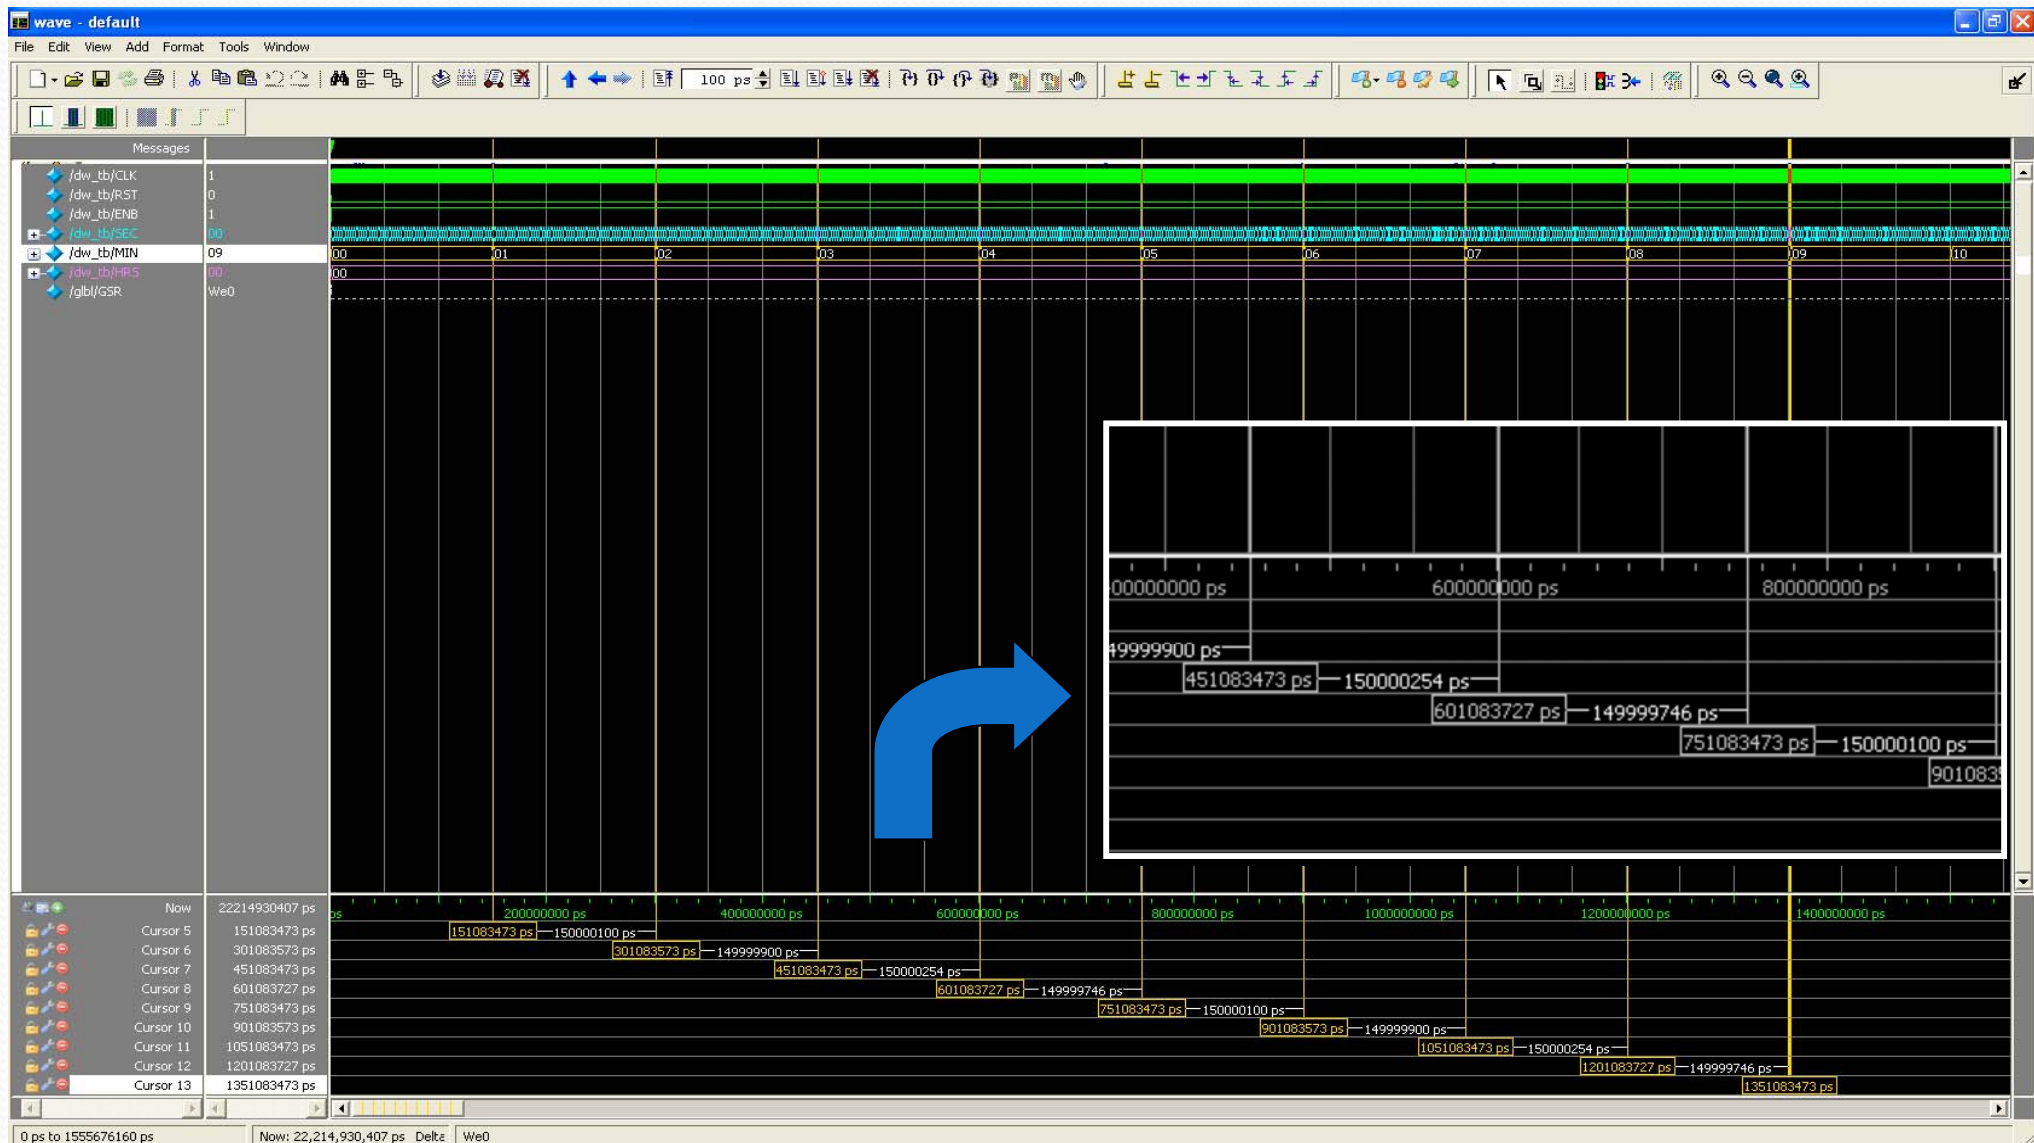 wave - default
File Edit View Add Format Tools Window
100 ps
Messages
/dw_tb/CLK 1
/dw_tb/RST 0
/dw_tb/ENB 1
/dw_tb/SEC 00
/dw_tb/MIN 09 00 01 02 03 04 05 06 07 08 09 10
/dw_tb/HRS 00 00
/glbl/GSR We0
00000000 ps 600000000 ps 800000000 ps
49999900 ps
451083473 ps 150000254 ps
601083727 ps 149999746 ps
751083473 ps 150000100 ps
901083
Now 22214930407 ps ps 200000000 ps 400000000 ps 600000000 ps 800000000 ps 1000000000 ps 1200000000 ps 1400000000 ps
Cursor 5 151083473 ps 151083473 ps 150000100 ps
Cursor 6 301083573 ps 301083573 ps 149999900 ps
Cursor 7 451083473 ps 451083473 ps 150000254 ps
Cursor 8 601083727 ps 601083727 ps 149999746 ps
Cursor 9 751083473 ps 751083473 ps 150000100 ps
Cursor 10 901083573 ps 901083573 ps 149999900 ps
Cursor 11 1051083473 ps 1051083473 ps 150000254 ps
Cursor 12 1201083727 ps 1201083727 ps 149999746 ps
Cursor 13 1351083473 ps 1351083473 ps
0 ps to 1555676160 ps Now: 22,214,930,407 ps Delta We0